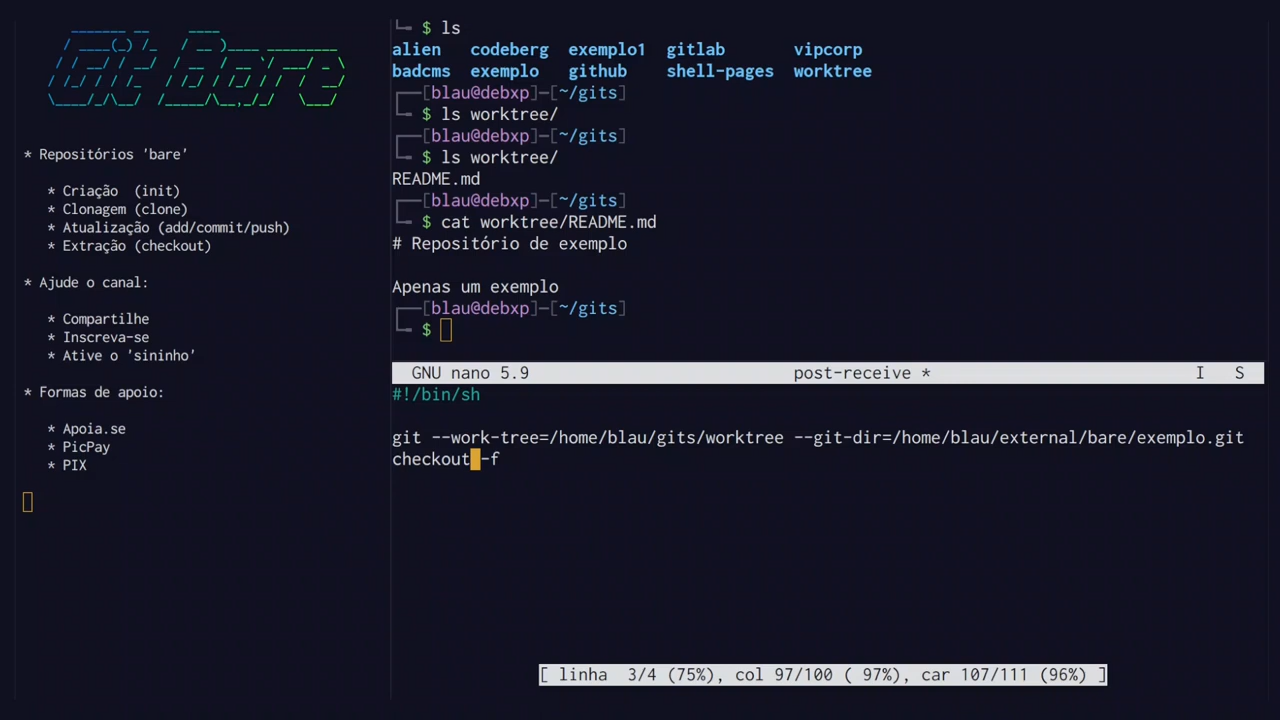 Git Bare
* Repositórios 'bare'
* Criação (init)
* Clonagem (clone)
* Atualização (add/commit/push)
* Extração (checkout)
* Ajude o canal:
* Compartilhe
* Inscreva-se
* Ative o 'sininho'
* Formas de apoio:
* Apoia.se
* PicPay
* PIX
$ ls
alien codeberg exemplo1 gitlab vipcorp
badcms exemplo github shell-pages worktree
[blau@debxp]-[~/gits]
$ ls worktree/
[blau@debxp]-[~/gits]
$ ls worktree/
README.md
[blau@debxp]-[~/gits]
$ cat worktree/README.md
# Repositório de exemplo
Apenas um exemplo
[blau@debxp]-[~/gits]
$
GNU nano 5.9 post-receive * I S
#!/bin/sh
git --work-tree=/home/blau/gits/worktree --git-dir=/home/blau/external/bare/exemplo.git
checkout -f
[ linha 3/4 (75%), col 97/100 ( 97%), car 107/111 (96%) ]